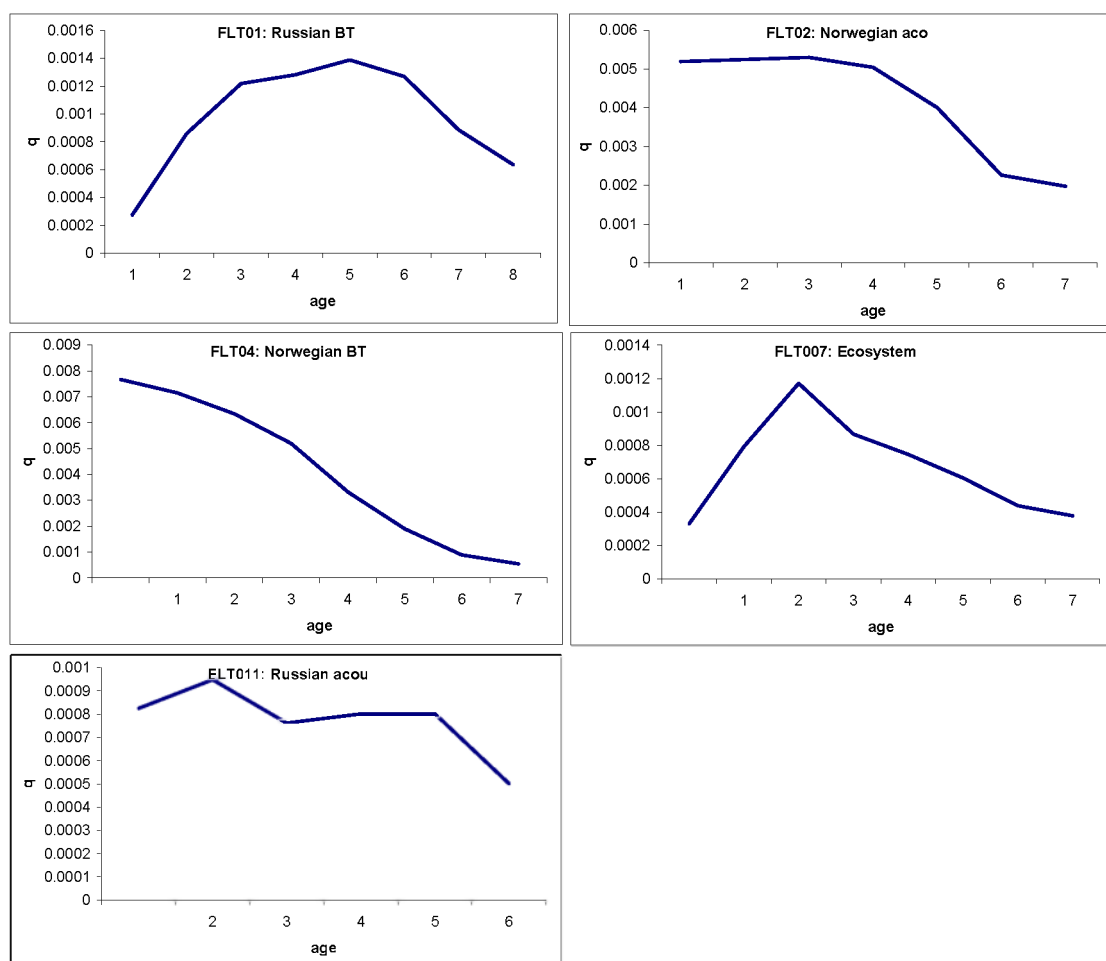 FLT01: Russian BT
0.0016
0.0014
0.0012
0.001
0.0008
0.0006
0.0004
0.0002
0
q
1 2 3 4 5 6 7 8
age
FLT02: Norwegian aco
0.006
0.005
0.004
0.003
0.002
0.001
0
q
1 2 3 4 5 6 7
age
FLT04: Norwegian BT
0.009
0.008
0.007
0.006
0.005
0.004
0.003
0.002
0.001
0
q
1 2 3 4 5 6 7
age
FLT007: Ecosystem
0.0014
0.0012
0.001
0.0008
0.0006
0.0004
0.0002
0
q
1 2 3 4 5 6 7
age
FLT011: Russian acou
0.001
0.0009
0.0008
0.0007
0.0006
0.0005
0.0004
0.0003
0.0002
0.0001
0
q
2 3 4 5 6
age